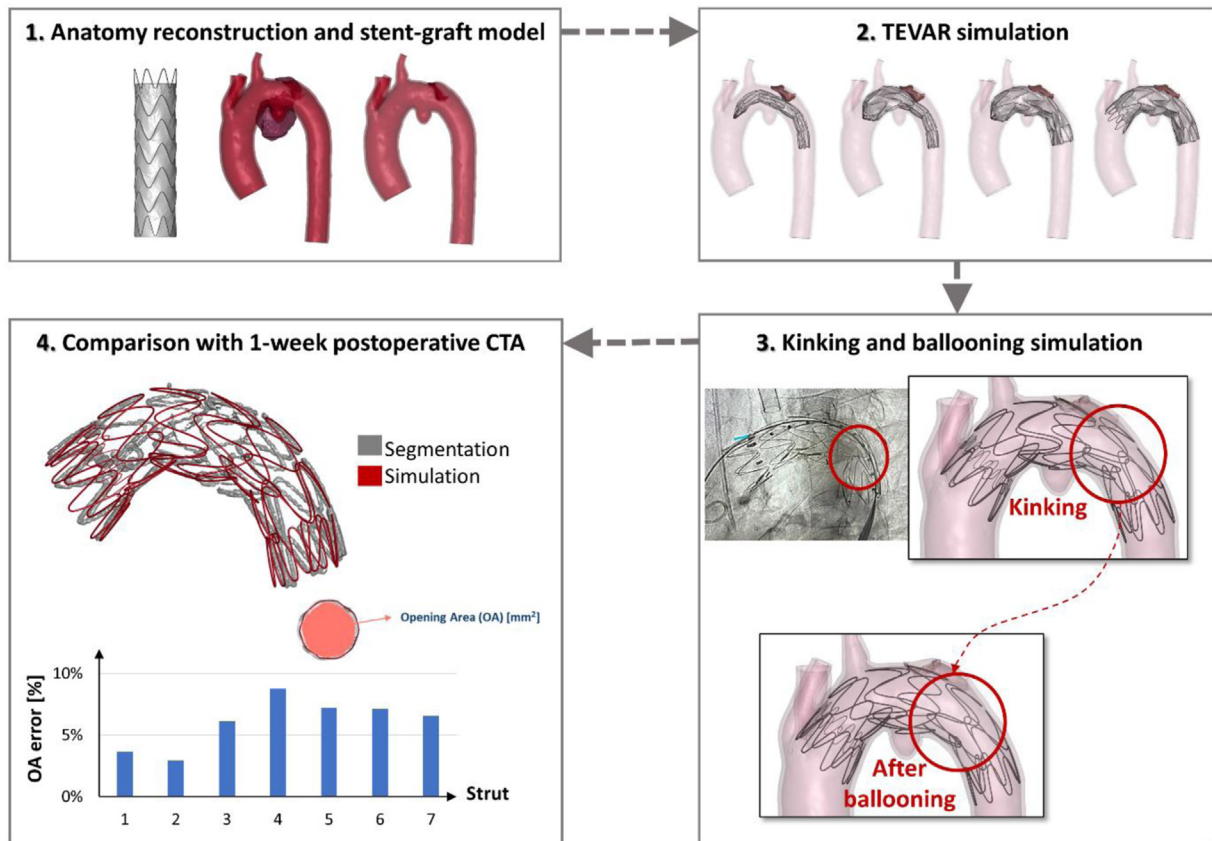 1. Anatomy reconstruction and stent-graft model
2. TEVAR simulation
3. Kinking and ballooning simulation
Kinking
After
ballooning
4. Comparison with 1-week postoperative CTA
Segmentation
Simulation
Opening Area (OA) [mm²]
OA error [%]
10%
5%
0%
1 2 3 4 5 6 7
Strut